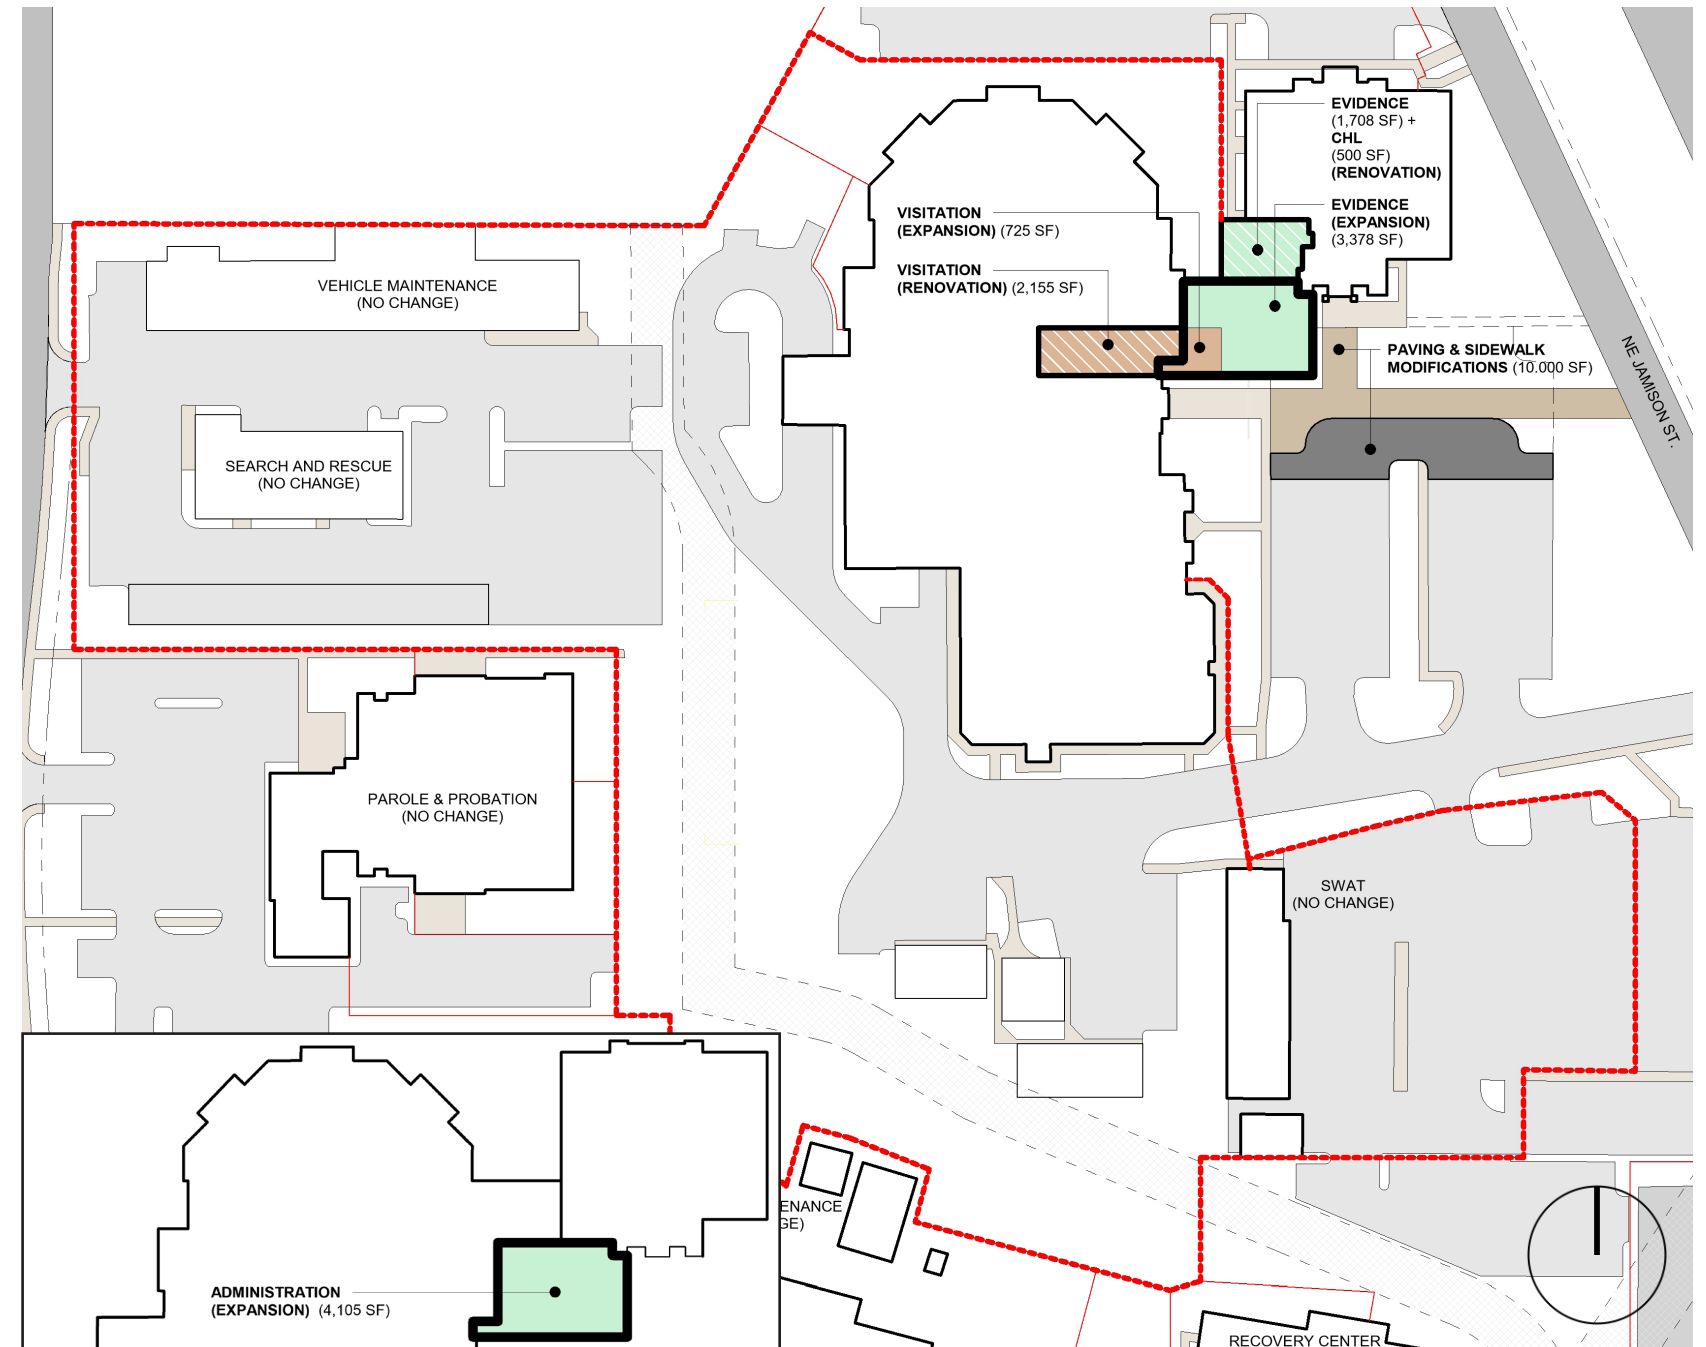 EVIDENCE
(1,708 SF) +
CHL
(500 SF)
(RENOVATION)
EVIDENCE
(EXPANSION)
(3,378 SF)
VISITATION
(EXPANSION) (725 SF)
VISITATION
(RENOVATION) (2,155 SF)
VEHICLE MAINTENANCE
(NO CHANGE)
PAVING & SIDEWALK
MODIFICATIONS (10.000 SF)
NE JAMISON ST.
SEARCH AND RESCUE
(NO CHANGE)
PAROLE & PROBATION
(NO CHANGE)
SWAT
(NO CHANGE)
ENANCE
GE)
ADMINISTRATION
(EXPANSION) (4,105 SF)
RECOVERY CENTER